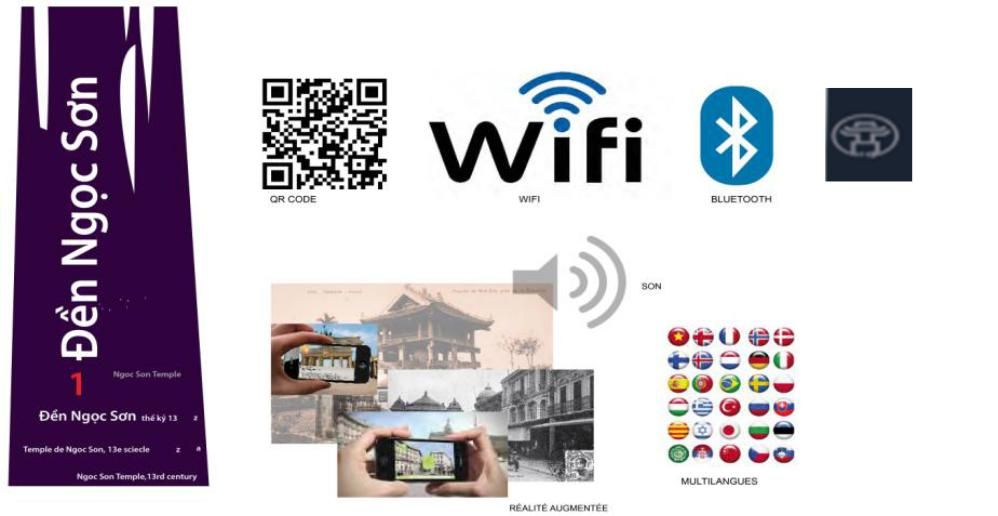 Đền Ngọc Sơn
1
Ngoc Son Temple
Đền Ngọc Sơn thế kỷ 13 z
Temple de Ngoc Son, 13e sciecle z a
Ngoc Son Temple,13rd century
QR CODE
Wifi
WIFI
BLUETOOTH
SON
RÉALITÉ AUGMENTÉE
MULTILANGUES